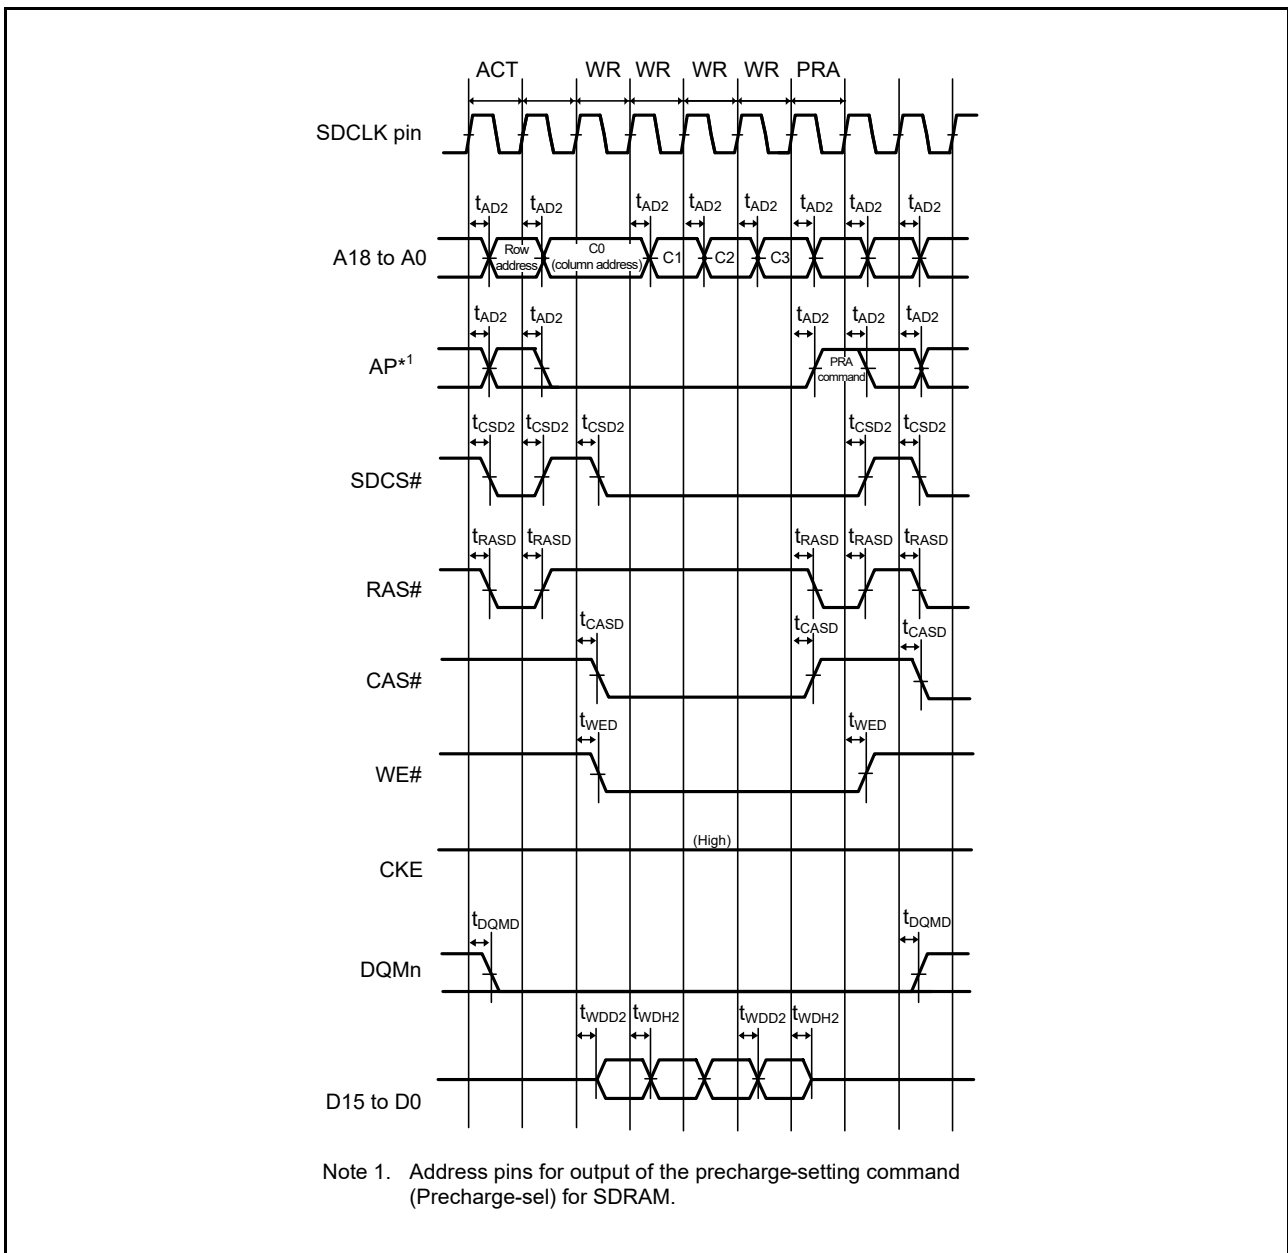 ACT WR WR WR WR PRA
SDCLK pin
tAD2 tAD2 tAD2 tAD2 tAD2 tAD2 tAD2 tAD2
A18 to A0
Row address
C0 (column address)
C1 C2 C3
tAD2 tAD2 tAD2 tAD2 tAD2
AP*1
PRA command
tCSD2 tCSD2 tCSD2 tCSD2 tCSD2
SDCS#
tRASD tRASD tRASD tRASD tRASD
RAS#
tCASD tCASD tCASD
CAS#
tWED tWED
WE#
(High)
CKE
tDQMD tDQMD
DQMn
tWDD2 tWDH2 tWDD2 tWDH2
D15 to D0
Note 1. Address pins for output of the precharge-setting command
(Precharge-sel) for SDRAM.